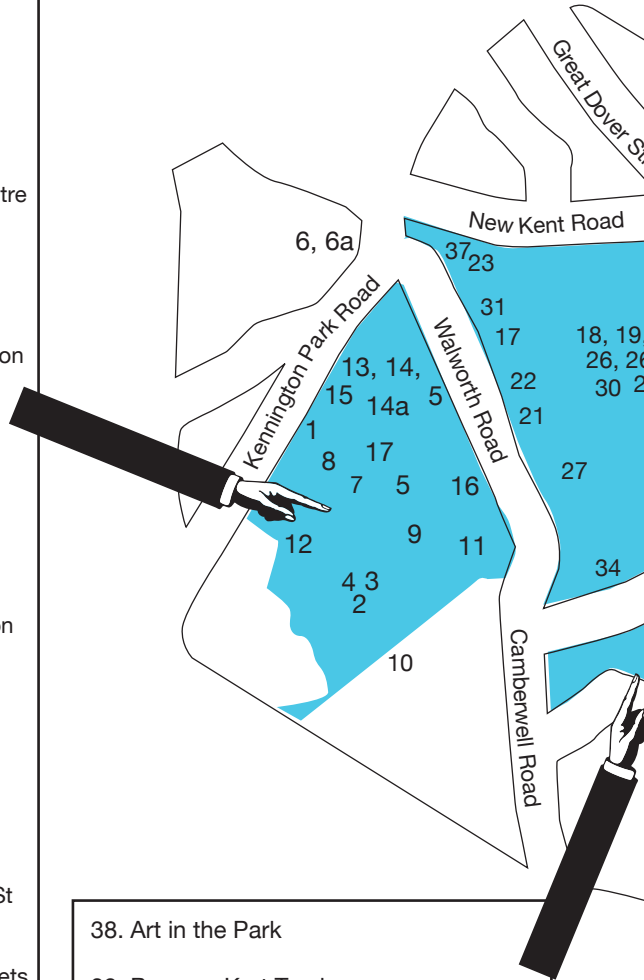 Great Dover
tre
New Kent Road
6, 6a
37
23
31
Kennington Park Road
Walworth Road
on
17
18, 19,
13, 14,
26, 26
22
30 2
15
14a
5
21
1
17
8
27
7
5
16
9
12
11
34
4 3
2
n
10
Camberwell Road
St
38. Art in the Park
ets